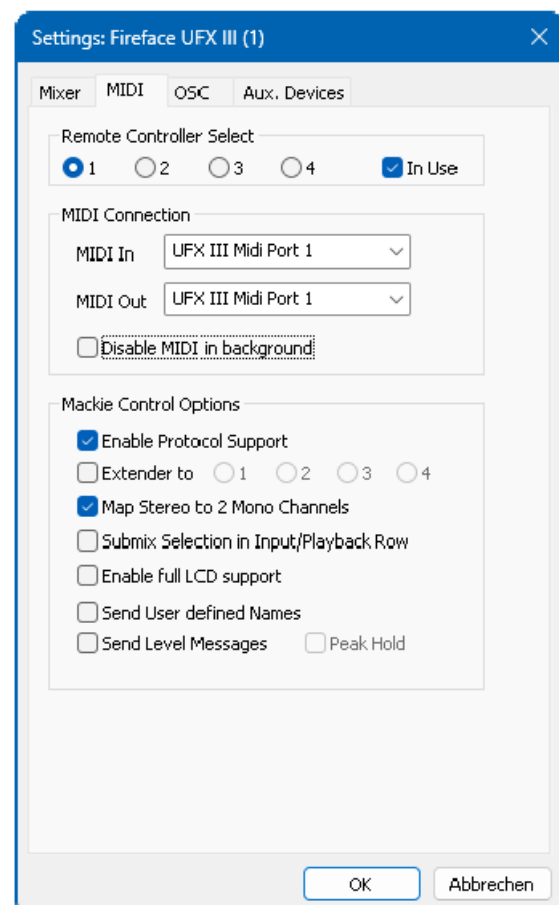 Settings: Fireface UFX III (1)
Mixer MIDI OSC Aux. Devices
Remote Controller Select
1 2 3 4 In Use
MIDI Connection
MIDI In UFX III Midi Port 1
MIDI Out UFX III Midi Port 1
Disable MIDI in background
Mackie Control Options
Enable Protocol Support
Extender to 1 2 3 4
Map Stereo to 2 Mono Channels
Submix Selection in Input/Playback Row
Enable full LCD support
Send User defined Names
Send Level Messages Peak Hold
OK Abbrechen